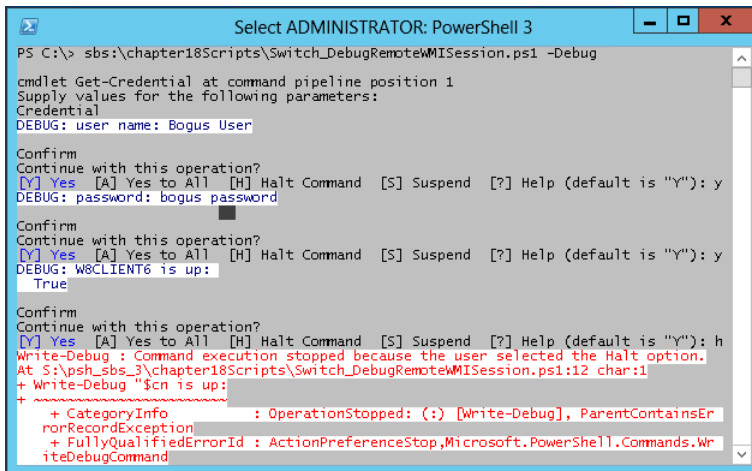 Select ADMINISTRATOR: PowerShell 3
PS C:\> sbs:\chapter18Scripts\Switch_DebugRemoteWMISession.ps1 -Debug
cmdlet Get-Credential at command pipeline position 1
Supply values for the following parameters:
Credential
DEBUG: user name: Bogus User
Confirm
Continue with this operation?
[Y] Yes  [A] Yes to All  [H] Halt Command  [S] Suspend  [?] Help (default is "Y"): y
DEBUG: password: bogus password
Confirm
Continue with this operation?
[Y] Yes  [A] Yes to All  [H] Halt Command  [S] Suspend  [?] Help (default is "Y"): y
DEBUG: W8CLIENT6 is up:
  True
Confirm
Continue with this operation?
[Y] Yes  [A] Yes to All  [H] Halt Command  [S] Suspend  [?] Help (default is "Y"): h
Write-Debug : Command execution stopped because the user selected the Halt option.
At S:\psh_sbs_3\chapter18Scripts\Switch_DebugRemoteWMISession.ps1:12 char:1
+ Write-Debug "$cn is up:
+ ~~~~~~~~~~~~~~~~~~~~~~~
    + CategoryInfo          : OperationStopped: (:) [Write-Debug], ParentContainsEr
   rorRecordException
    + FullyQualifiedErrorId : ActionPreferenceStop,Microsoft.PowerShell.Commands.Wr
   iteDebugCommand